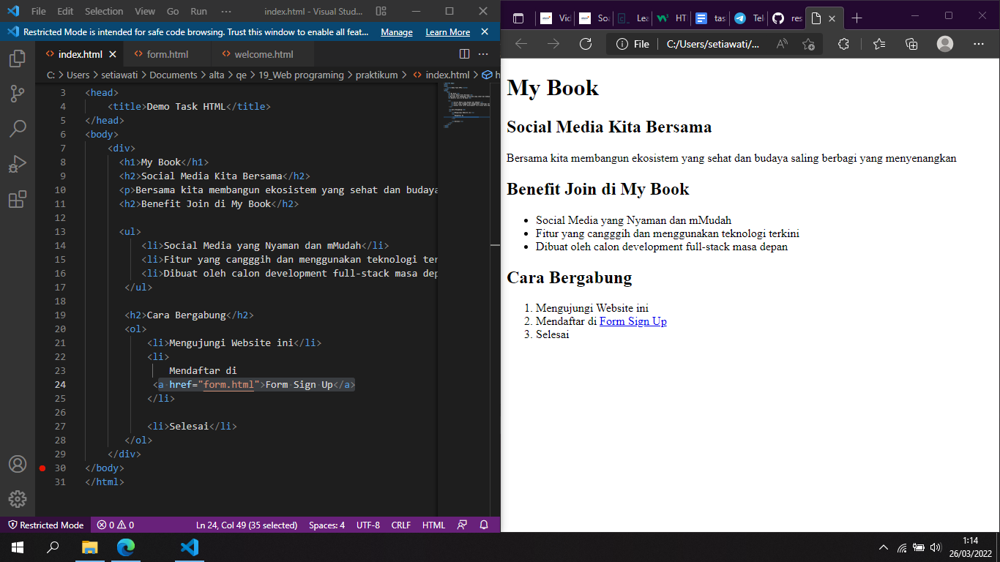 File Edit Selection View Go Run ··· index.html - Visual Stud...
Restricted Mode is intended for safe code browsing. Trust this window to enable all feat... Manage Learn More
index.html form.html welcome.html
C: > Users > setiawati > Documents > alta > qe > 19_Web programing > praktikum > index.html > h
3 <head>
4 <title>Demo Task HTML</title>
5 </head>
6 <body>
7 <div>
8 <h1>My Book</h1>
9 <h2>Social Media Kita Bersama</h2>
10 <p>Bersama kita membangun ekosistem yang sehat dan budaya
11 <h2>Benefit Join di My Book</h2>
12
13 <ul>
14 <li>Social Media yang Nyaman dan mMudah</li>
15 <li>Fitur yang cangggih dan menggunakan teknologi ter
16 <li>Dibuat oleh calon development full-stack masa dep
17 </ul>
18
19 <h2>Cara Bergabung</h2>
20 <ol>
21 <li>Mengujungi Website ini</li>
22 <li>
23 Mendaftar di
24 <a href="form.html">Form Sign Up</a>
25 </li>
26
27 <li>Selesai</li>
28 </ol>
29 </div>
30 </body>
31 </html>
Restricted Mode 0 0 Ln 24, Col 49 (35 selected) Spaces: 4 UTF-8 CRLF HTML
Vid Soa Lea HT tas Tel res
File C:/Users/setiawati/...
My Book
Social Media Kita Bersama
Bersama kita membangun ekosistem yang sehat dan budaya saling berbagi yang menyenangkan
Benefit Join di My Book
• Social Media yang Nyaman dan mMudah
• Fitur yang cangggih dan menggunakan teknologi terkini
• Dibuat oleh calon development full-stack masa depan
Cara Bergabung
1. Mengujungi Website ini
2. Mendaftar di Form Sign Up
3. Selesai
1:14
26/03/2022